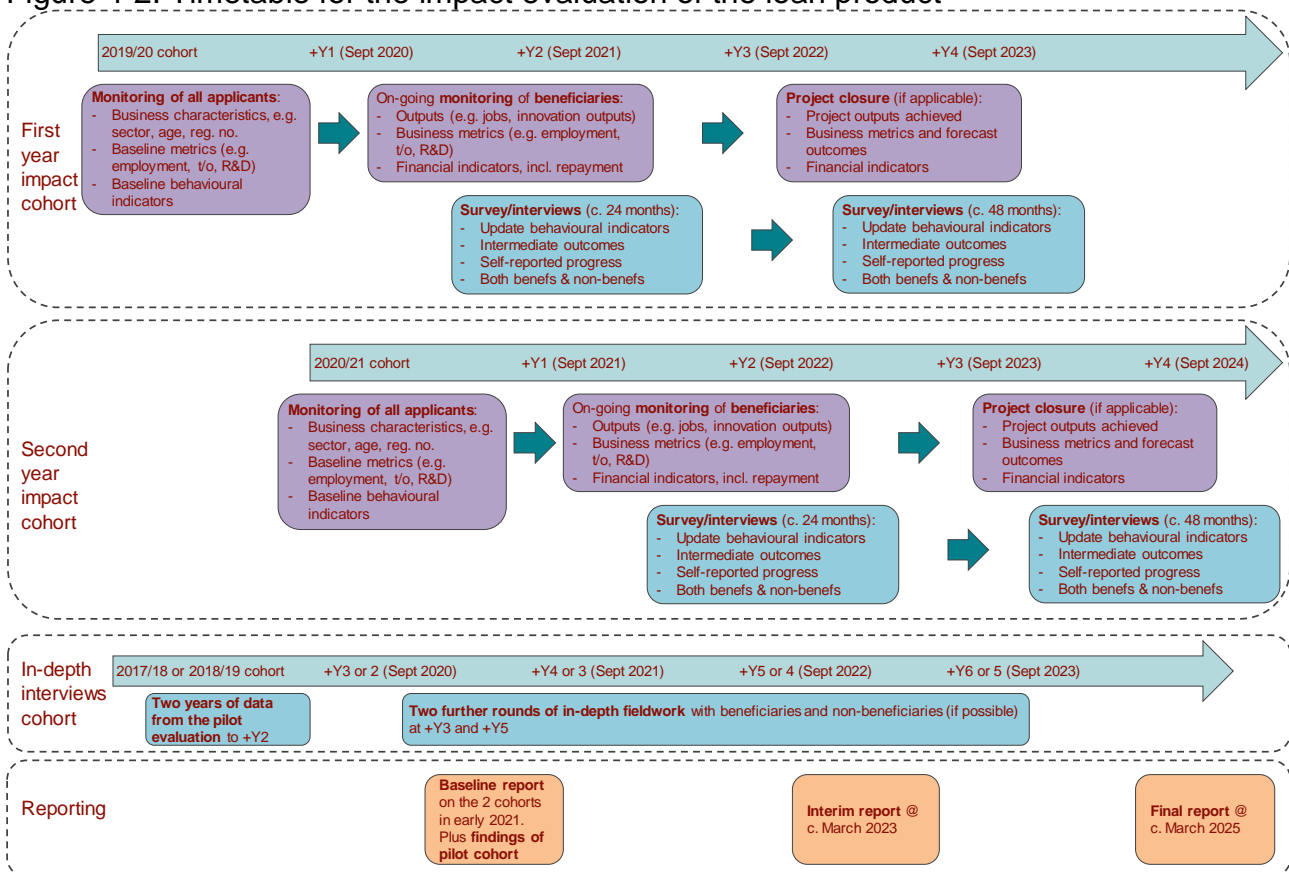 Figure 4-2: Timetable for the impact evaluation of the loan product
2019/20 cohort
+Y1 (Sept 2020)
+Y2 (Sept 2021)
+Y3 (Sept 2022)
+Y4 (Sept 2023)
First
year
impact
cohort
Monitoring of all applicants:
- Business characteristics, e.g.
sector, age, reg. no.
- Baseline metrics (e.g.
employment, t/o, R&D)
- Baseline behavioural
indicators
On-going monitoring of beneficiaries:
- Outputs (e.g. jobs, innovation outputs)
- Business metrics (e.g. employment,
t/o, R&D)
- Financial indicators, incl. repayment
Project closure (if applicable):
- Project outputs achieved
- Business metrics and forecast
outcomes
- Financial indicators
Survey/interviews (c. 24 months):
- Update behavioural indicators
- Intermediate outcomes
- Self-reported progress
- Both benefs & non-benefs
Survey/interviews (c. 48 months):
- Update behavioural indicators
- Intermediate outcomes
- Self-reported progress
- Both benefs & non-benefs
2020/21 cohort
+Y1 (Sept 2021)
+Y2 (Sept 2022)
+Y3 (Sept 2023)
+Y4 (Sept 2024)
Second
year
impact
cohort
Monitoring of all applicants:
- Business characteristics, e.g.
sector, age, reg. no.
- Baseline metrics (e.g.
employment, t/o, R&D)
- Baseline behavioural
indicators
On-going monitoring of beneficiaries:
- Outputs (e.g. jobs, innovation outputs)
- Business metrics (e.g. employment,
t/o, R&D)
- Financial indicators, incl. repayment
Project closure (if applicable):
- Project outputs achieved
- Business metrics and forecast
outcomes
- Financial indicators
Survey/interviews (c. 24 months):
- Update behavioural indicators
- Intermediate outcomes
- Self-reported progress
- Both benefs & non-benefs
Survey/interviews (c. 48 months):
- Update behavioural indicators
- Intermediate outcomes
- Self-reported progress
- Both benefs & non-benefs
In-depth
interviews
cohort
2017/18 or 2018/19 cohort
+Y3 or 2 (Sept 2020)
+Y4 or 3 (Sept 2021)
+Y5 or 4 (Sept 2022)
+Y6 or 5 (Sept 2023)
Two years of data
from the pilot
evaluation to +Y2
Two further rounds of in-depth fieldwork with beneficiaries and non-beneficiaries (if possible)
at +Y3 and +Y5
Reporting
Baseline report
on the 2 cohorts
in early 2021.
Plus findings of
pilot cohort
Interim report @
c. March 2023
Final report @
c. March 2025